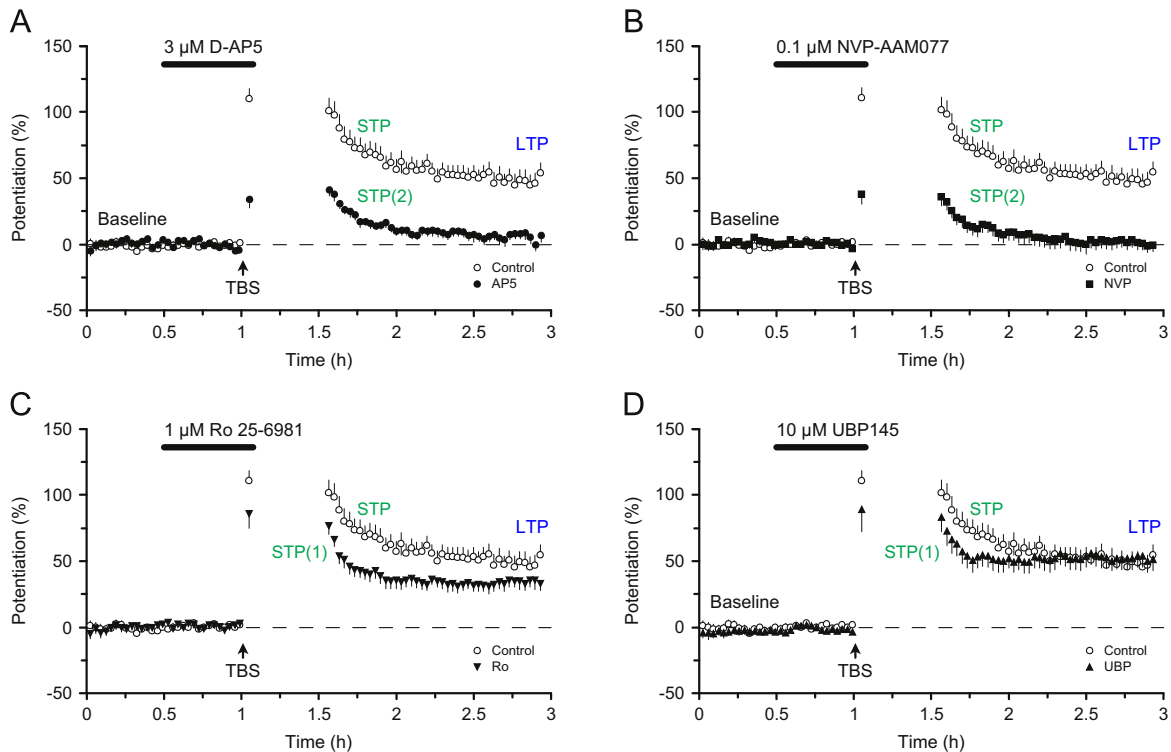 A
3 µM D-AP5
150
100
50
0
-50
Potentiation (%)
STP
LTP
STP(2)
Baseline
TBS
Control
AP5
0 0.5 1 1.5 2 2.5 3
Time (h)
B
0.1 µM NVP-AAM077
150
100
50
0
-50
Potentiation (%)
STP
LTP
STP(2)
Baseline
TBS
Control
NVP
0 0.5 1 1.5 2 2.5 3
Time (h)
C
1 µM Ro 25-6981
150
100
50
0
-50
Potentiation (%)
STP
LTP
STP(1)
TBS
Control
Ro
0 0.5 1 1.5 2 2.5 3
Time (h)
D
10 µM UBP145
150
100
50
0
-50
Potentiation (%)
STP
LTP
STP(1)
Baseline
TBS
Control
UBP
0 0.5 1 1.5 2 2.5 3
Time (h)